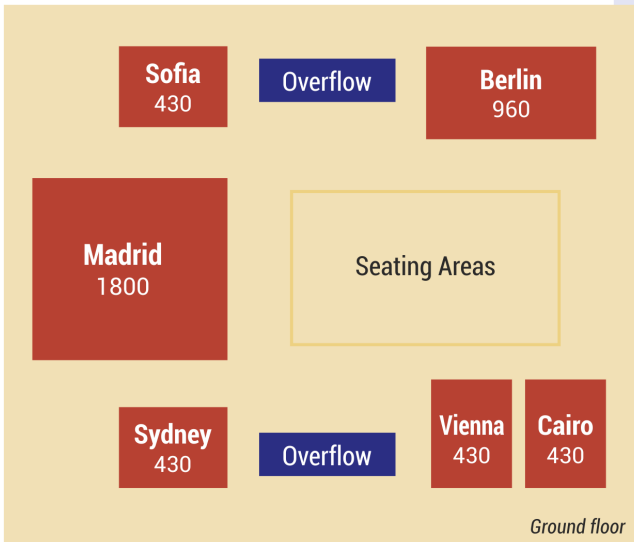 Sofia
430
Overflow
Berlin
960
Madrid
1800
Seating Areas
Sydney
430
Overflow
Vienna
430
Cairo
430
Ground floor